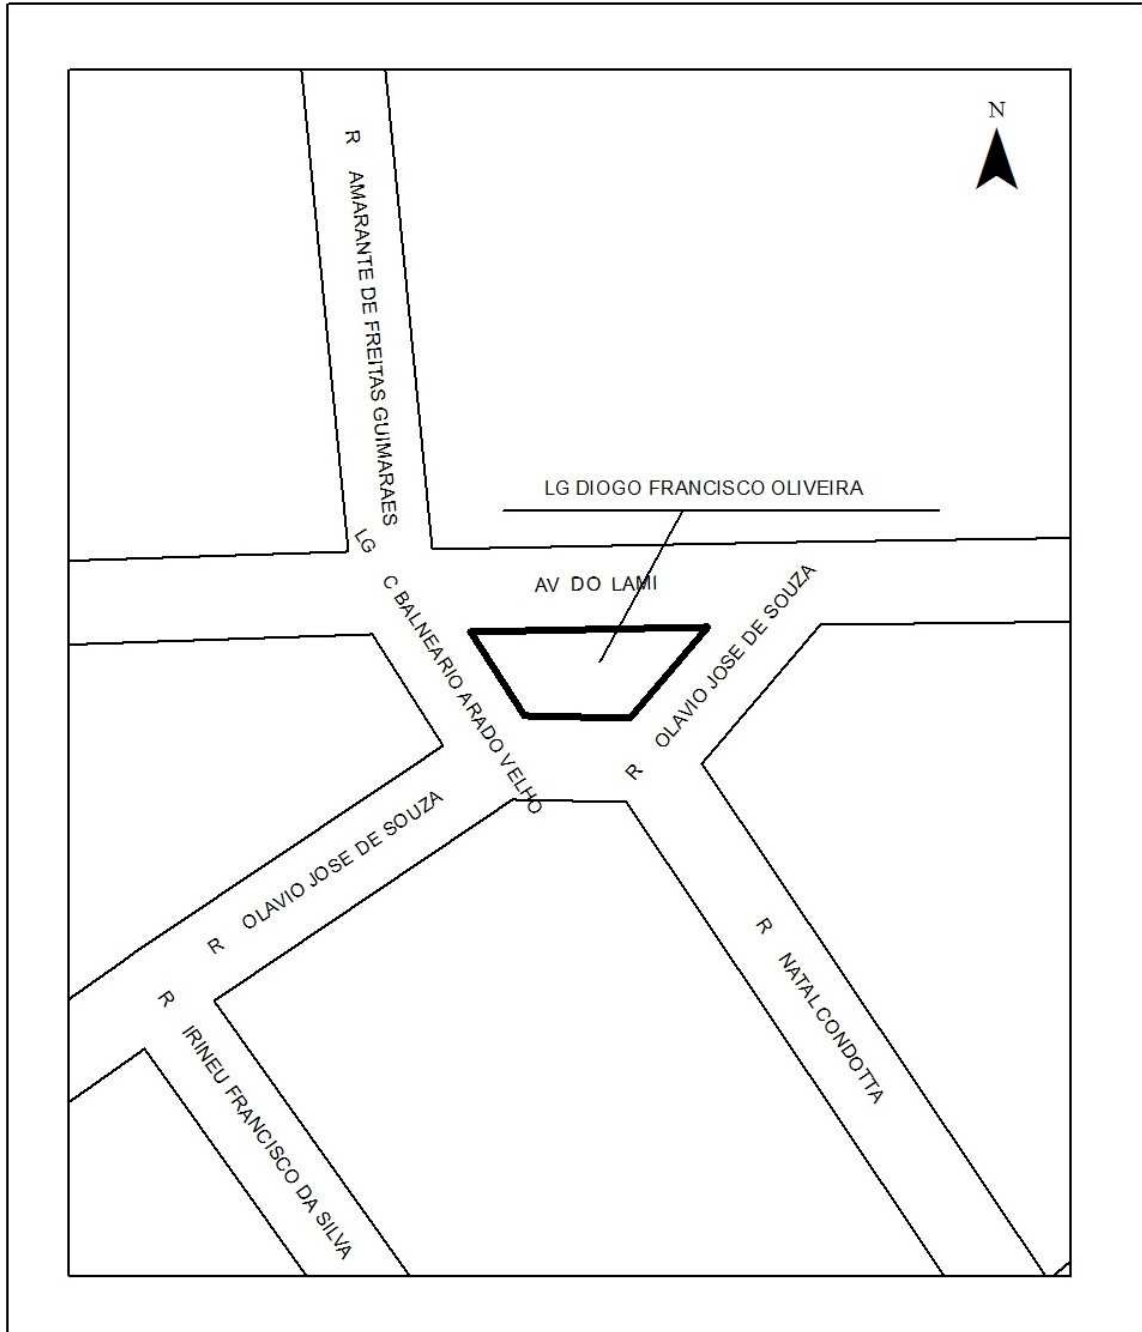 N
R AMARANTE DE FREITAS GUIMARAES
LG DIOGO FRANCISCO OLIVEIRA
LG C BALNEARIO ARADO VELHO
AV DO LAMI
R OLAVIO JOSE DE SOUZA
R OLAVIO JOSE DE SOUZA
R NATAL CONDOTTA
R IRINEU FRANCISCO DA SILVA